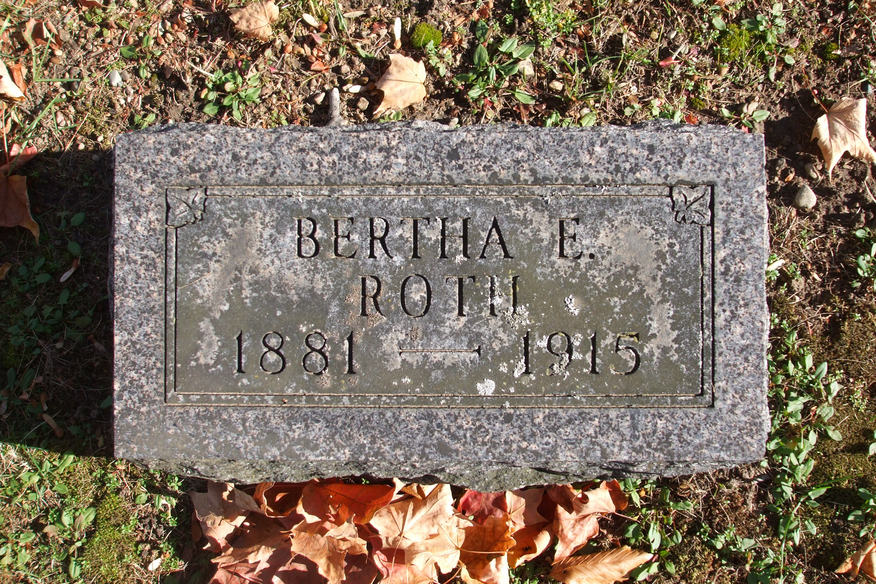 BERTHA E.
ROTH
1881 — 1915